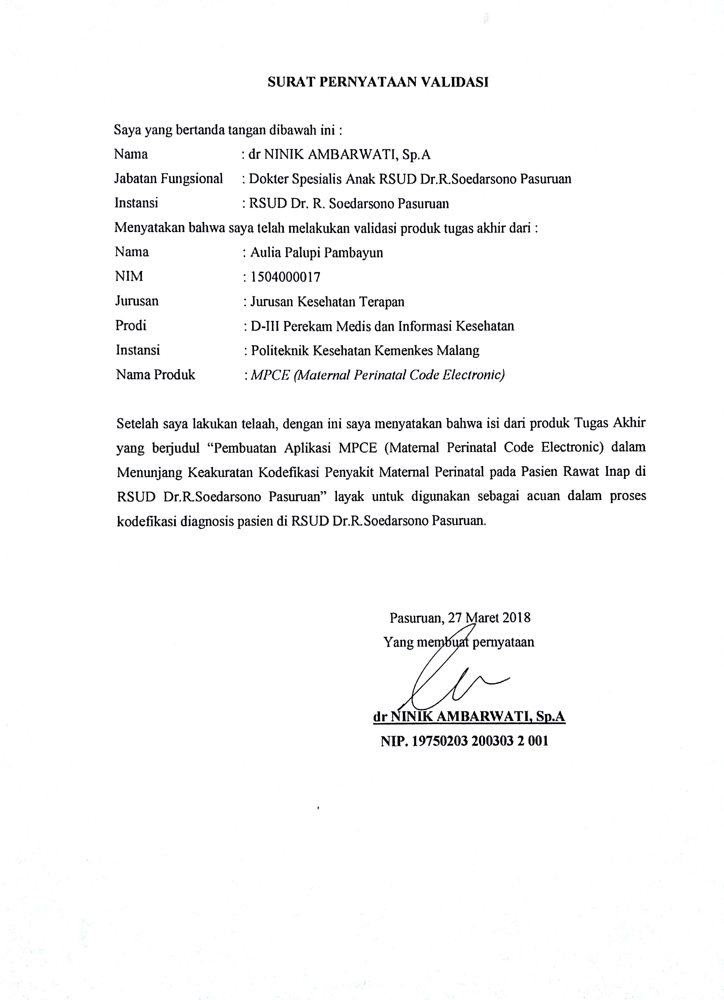 SURAT PERNYATAAN VALIDASI
Saya yang bertanda tangan dibawah ini :
Nama : dr NINIK AMBARWATI, Sp.A
Jabatan Fungsional : Dokter Spesialis Anak RSUD Dr.R.Soedarsono Pasuruan
Instansi : RSUD Dr. R. Soedarsono Pasuruan
Menyatakan bahwa saya telah melakukan validasi produk tugas akhir dari :
Nama : Aulia Palupi Pambayun
NIM : 1504000017
Jurusan : Jurusan Kesehatan Terapan
Prodi : D-III Perekam Medis dan Informasi Kesehatan
Instansi : Politeknik Kesehatan Kemenkes Malang
Nama Produk : MPCE (Maternal Perinatal Code Electronic)
Setelah saya lakukan telaah, dengan ini saya menyatakan bahwa isi dari produk Tugas Akhir
yang berjudul “Pembuatan Aplikasi MPCE (Maternal Perinatal Code Electronic) dalam
Menunjang Keakuratan Kodefikasi Penyakit Maternal Perinatal pada Pasien Rawat Inap di
RSUD Dr.R.Soedarsono Pasuruan” layak untuk digunakan sebagai acuan dalam proses
kodefikasi diagnosis pasien di RSUD Dr.R.Soedarsono Pasuruan.
Pasuruan, 27 Maret 2018
Yang membuat pernyataan
dr NINIK AMBARWATI, Sp.A
NIP. 19750203 200303 2 001